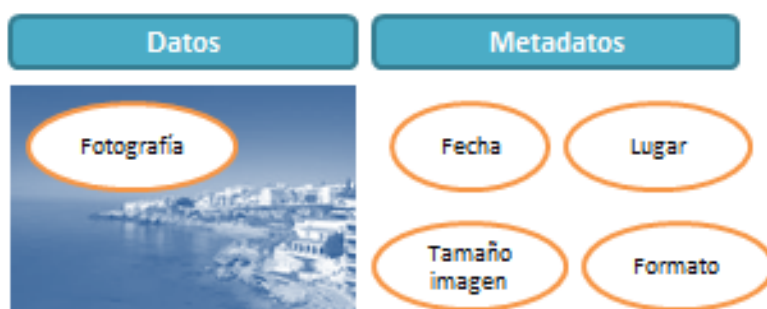 Datos
Metadatos
Fotografía
Fecha
Lugar
Tamaño
imagen
Formato